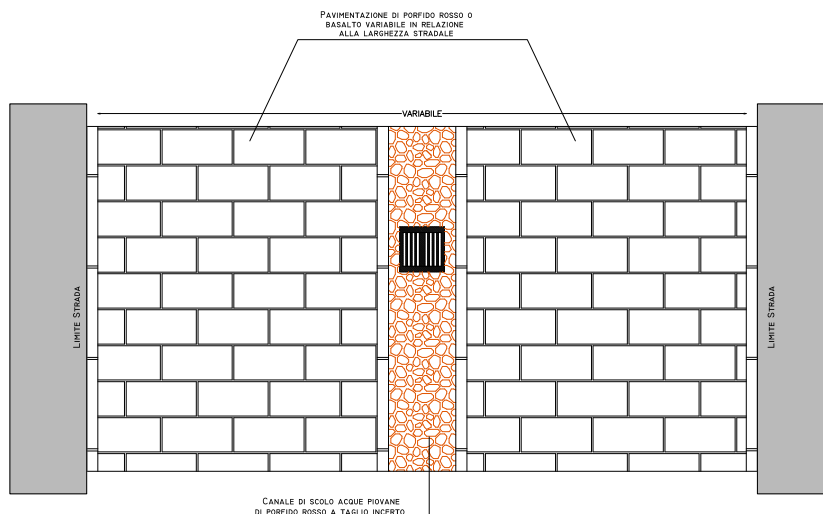 Pavimentazione di porfido rosso o
basalto variabile in relazione
alla larghezza stradale
VARIABILE
Limite Strada
Limite Strada
Canale di scolo acque piovane
di porfido rosso a taglio incerto